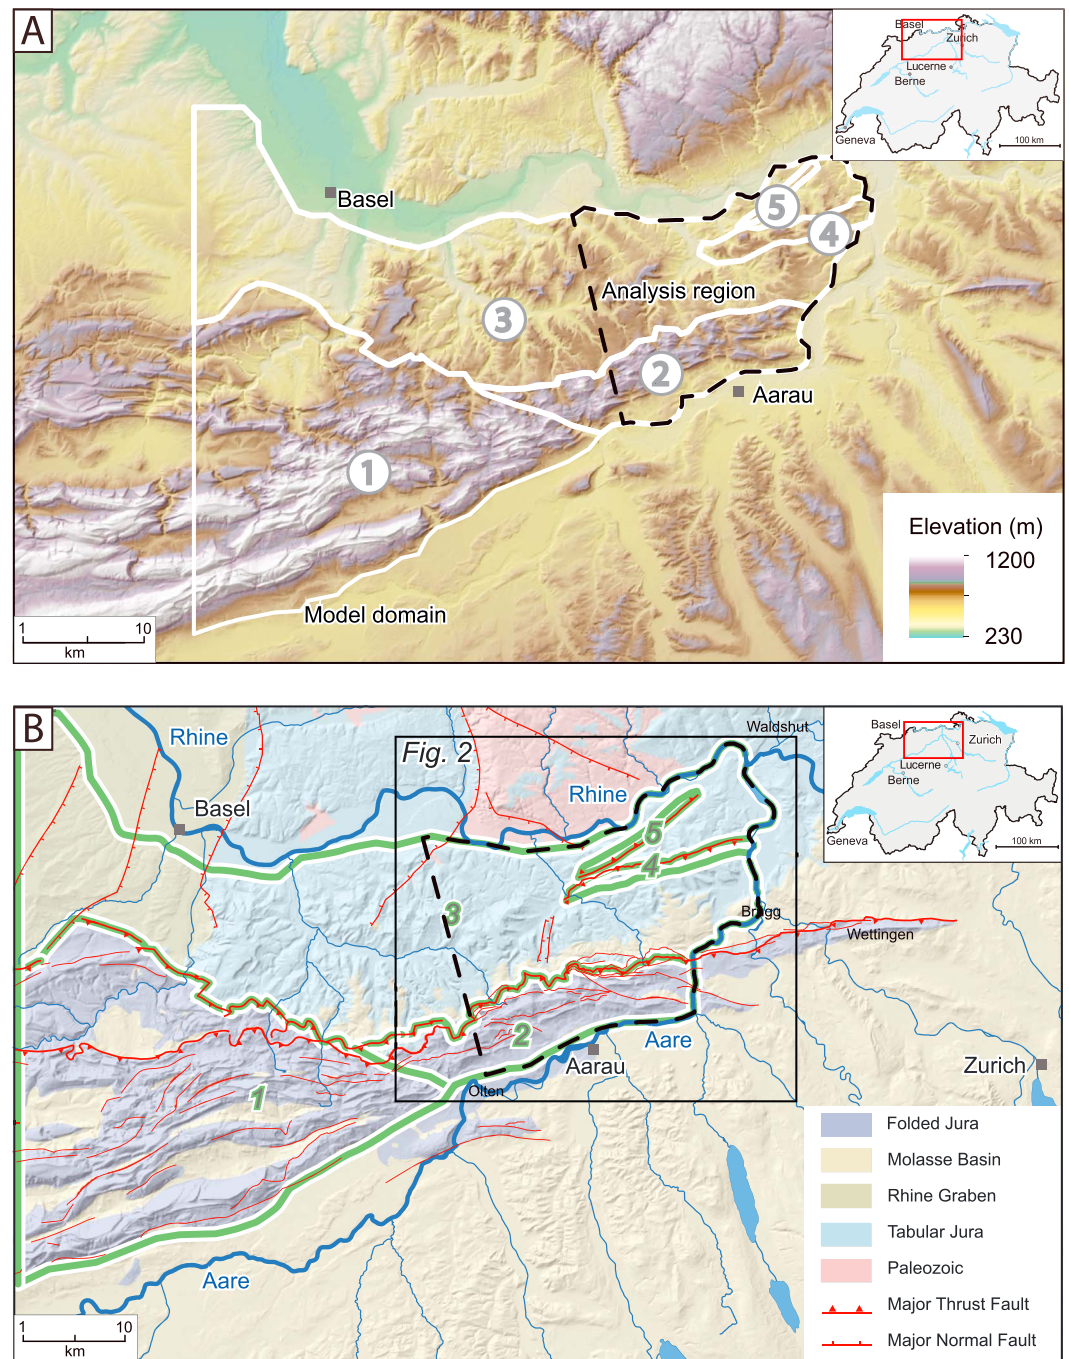 A
Basel
Zurich
Lucerne
Berne
Geneva
100 km
Basel
5
4
Analysis region
3
2
Aarau
1
Elevation (m)
1200
230
Model domain
1 10
km
B
Rhine
Fig. 2
Waldshut
Basel
Rhine
Basel
Zurich
Lucerne
Berne
Geneva
100 km
5
4
3
Brugg
Wettingen
2
Aare
Aarau
Zurich
Olten
1
Aare
Folded Jura
Molasse Basin
Rhine Graben
Tabular Jura
Paleozoic
Major Thrust Fault
Major Normal Fault
1 10
km